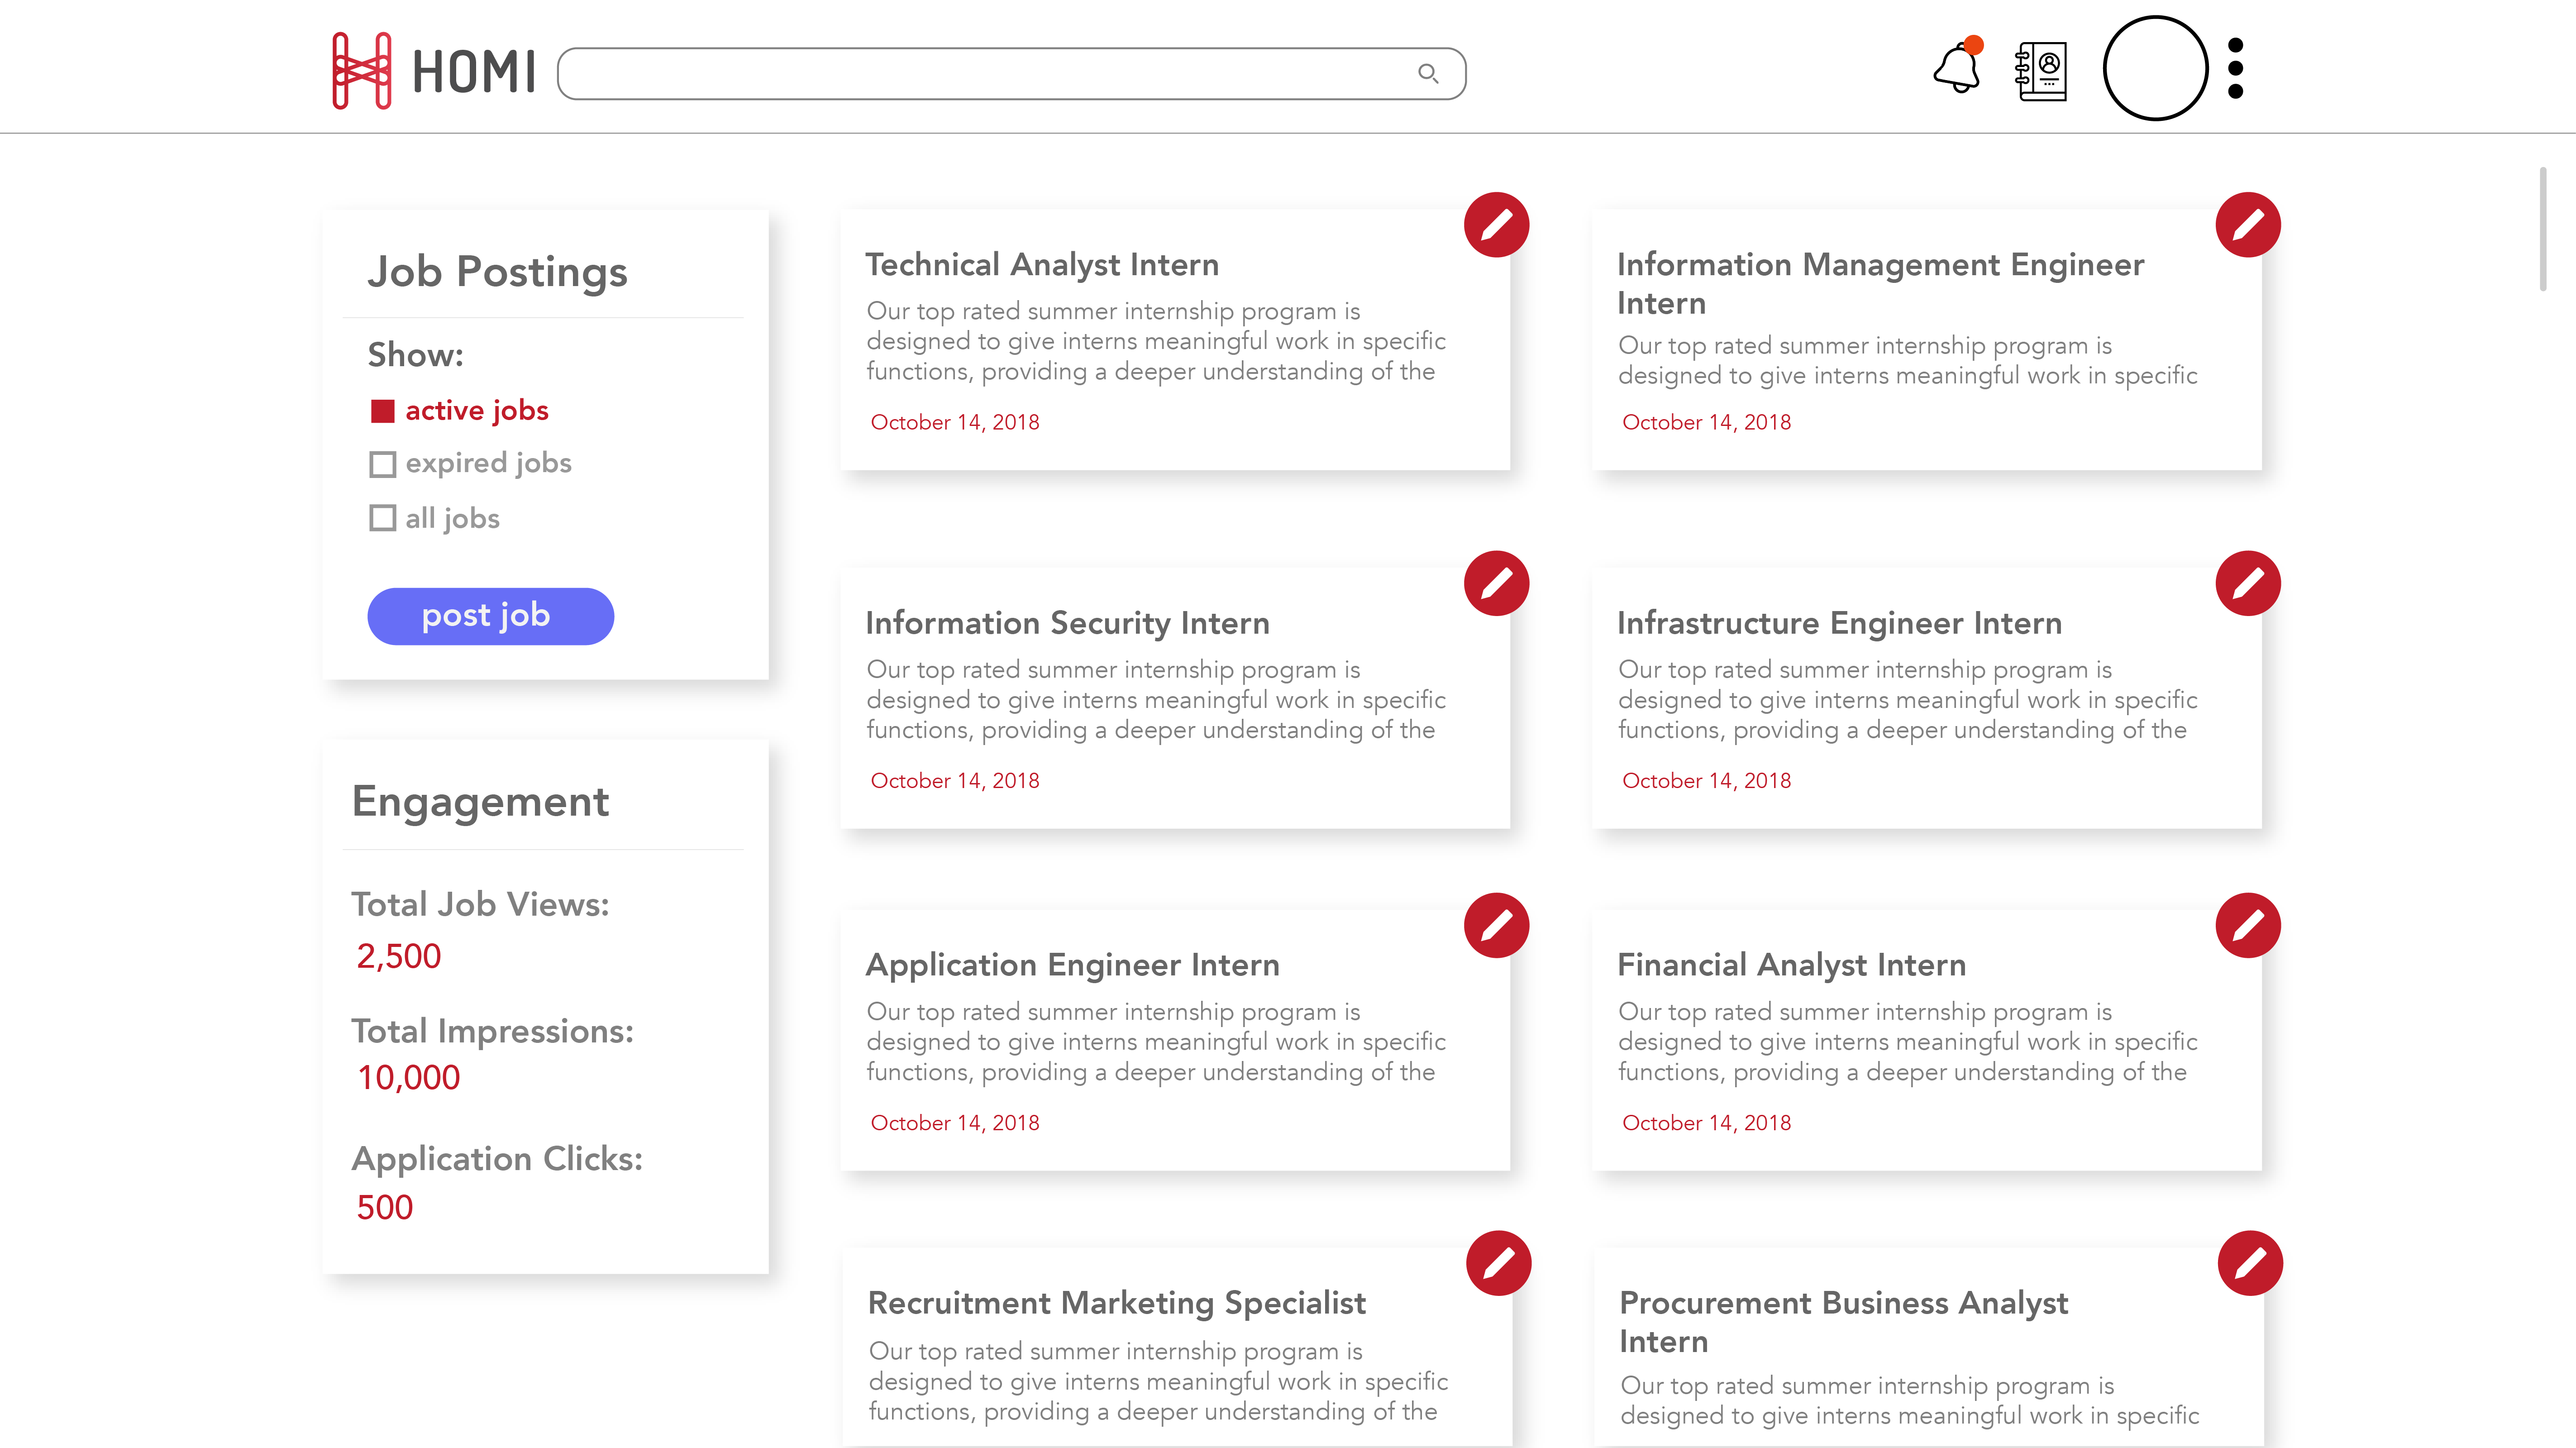 HOMI
Job Postings
Show:
active jobs
expired jobs
all jobs
post job
Engagement
Total Job Views:
2,500
Total Impressions:
10,000
Application Clicks:
500
Technical Analyst Intern
Our top rated summer internship program is
designed to give interns meaningful work in specific
functions, providing a deeper understanding of the
October 14, 2018
Information Management Engineer
Intern
Our top rated summer internship program is
designed to give interns meaningful work in specific
October 14, 2018
Information Security Intern
Our top rated summer internship program is
designed to give interns meaningful work in specific
functions, providing a deeper understanding of the
October 14, 2018
Infrastructure Engineer Intern
Our top rated summer internship program is
designed to give interns meaningful work in specific
functions, providing a deeper understanding of the
October 14, 2018
Application Engineer Intern
Our top rated summer internship program is
designed to give interns meaningful work in specific
functions, providing a deeper understanding of the
October 14, 2018
Financial Analyst Intern
Our top rated summer internship program is
designed to give interns meaningful work in specific
functions, providing a deeper understanding of the
October 14, 2018
Recruitment Marketing Specialist
Our top rated summer internship program is
designed to give interns meaningful work in specific
functions, providing a deeper understanding of the
Procurement Business Analyst
Intern
Our top rated summer internship program is
designed to give interns meaningful work in specific